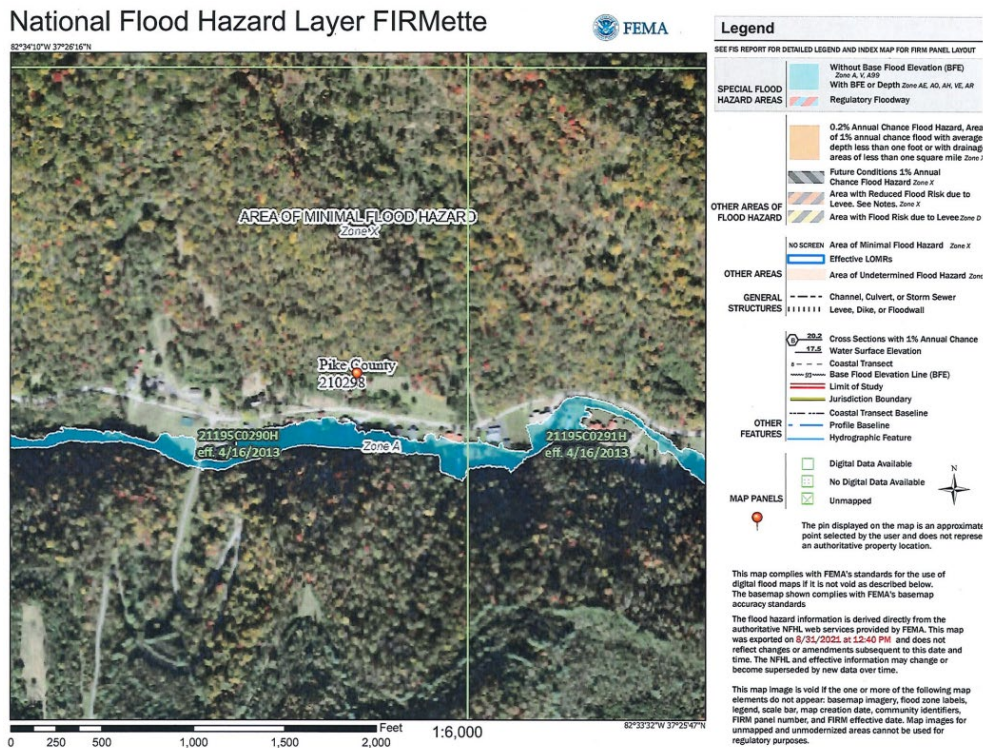 National Flood Hazard Layer FIRMette
FEMA
82°34'10"W 37°26'16"N
AREA OF MINIMAL FLOOD HAZARD
Zone X
Pike County
210298
21195C0290H
eff. 4/16/2013
Zone A
21195C0291H
eff. 4/16/2013
0 250 500 1,000 1,500 2,000
Feet
1:6,000
82°33'32"W 37°25'47"N
Legend
SEE FIS REPORT FOR DETAILED LEGEND AND INDEX MAP FOR FIRM PANEL LAYOUT
SPECIAL FLOOD
HAZARD AREAS
Without Base Flood Elevation (BFE)
Zone A, V, A99
With BFE or Depth Zone AE, AO, AH, VE, AR
Regulatory Floodway
OTHER AREAS OF
FLOOD HAZARD
0.2% Annual Chance Flood Hazard, Area
of 1% annual chance flood with average
depth less than one foot or with drainag
areas of less than one square mile Zone X
Future Conditions 1% Annual
Chance Flood Hazard Zone X
Area with Reduced Flood Risk due to
Levee. See Notes. Zone X
Area with Flood Risk due to Levee Zone D
OTHER AREAS
NO SCREEN Area of Minimal Flood Hazard Zone X
Effective LOMRs
Area of Undetermined Flood Hazard Zone
GENERAL
STRUCTURES
Channel, Culvert, or Storm Sewer
Levee, Dike, or Floodwall
OTHER
FEATURES
B 20.2 Cross Sections with 1% Annual Chance
17.5 Water Surface Elevation
8 Coastal Transect
513 Base Flood Elevation Line (BFE)
Limit of Study
Jurisdiction Boundary
Coastal Transect Baseline
Profile Baseline
Hydrographic Feature
MAP PANELS
Digital Data Available
No Digital Data Available
Unmapped
N
The pin displayed on the map is an approximate
point selected by the user and does not represe
an authoritative property location.
This map complies with FEMA's standards for the use of
digital flood maps if it is not void as described below.
The basemap shown complies with FEMA's basemap
accuracy standards
The flood hazard information is derived directly from the
authoritative NFHL web services provided by FEMA. This map
was exported on 8/31/2021 at 12:40 PM and does not
reflect changes or amendments subsequent to this date and
time. The NFHL and effective information may change or
become superseded by new data over time.
This map image is void if the one or more of the following map
elements do not appear: basemap imagery, flood zone labels,
legend, scale bar, map creation date, community identifiers,
FIRM panel number, and FIRM effective date. Map images for
unmapped and unmodernized areas cannot be used for
regulatory purposes.